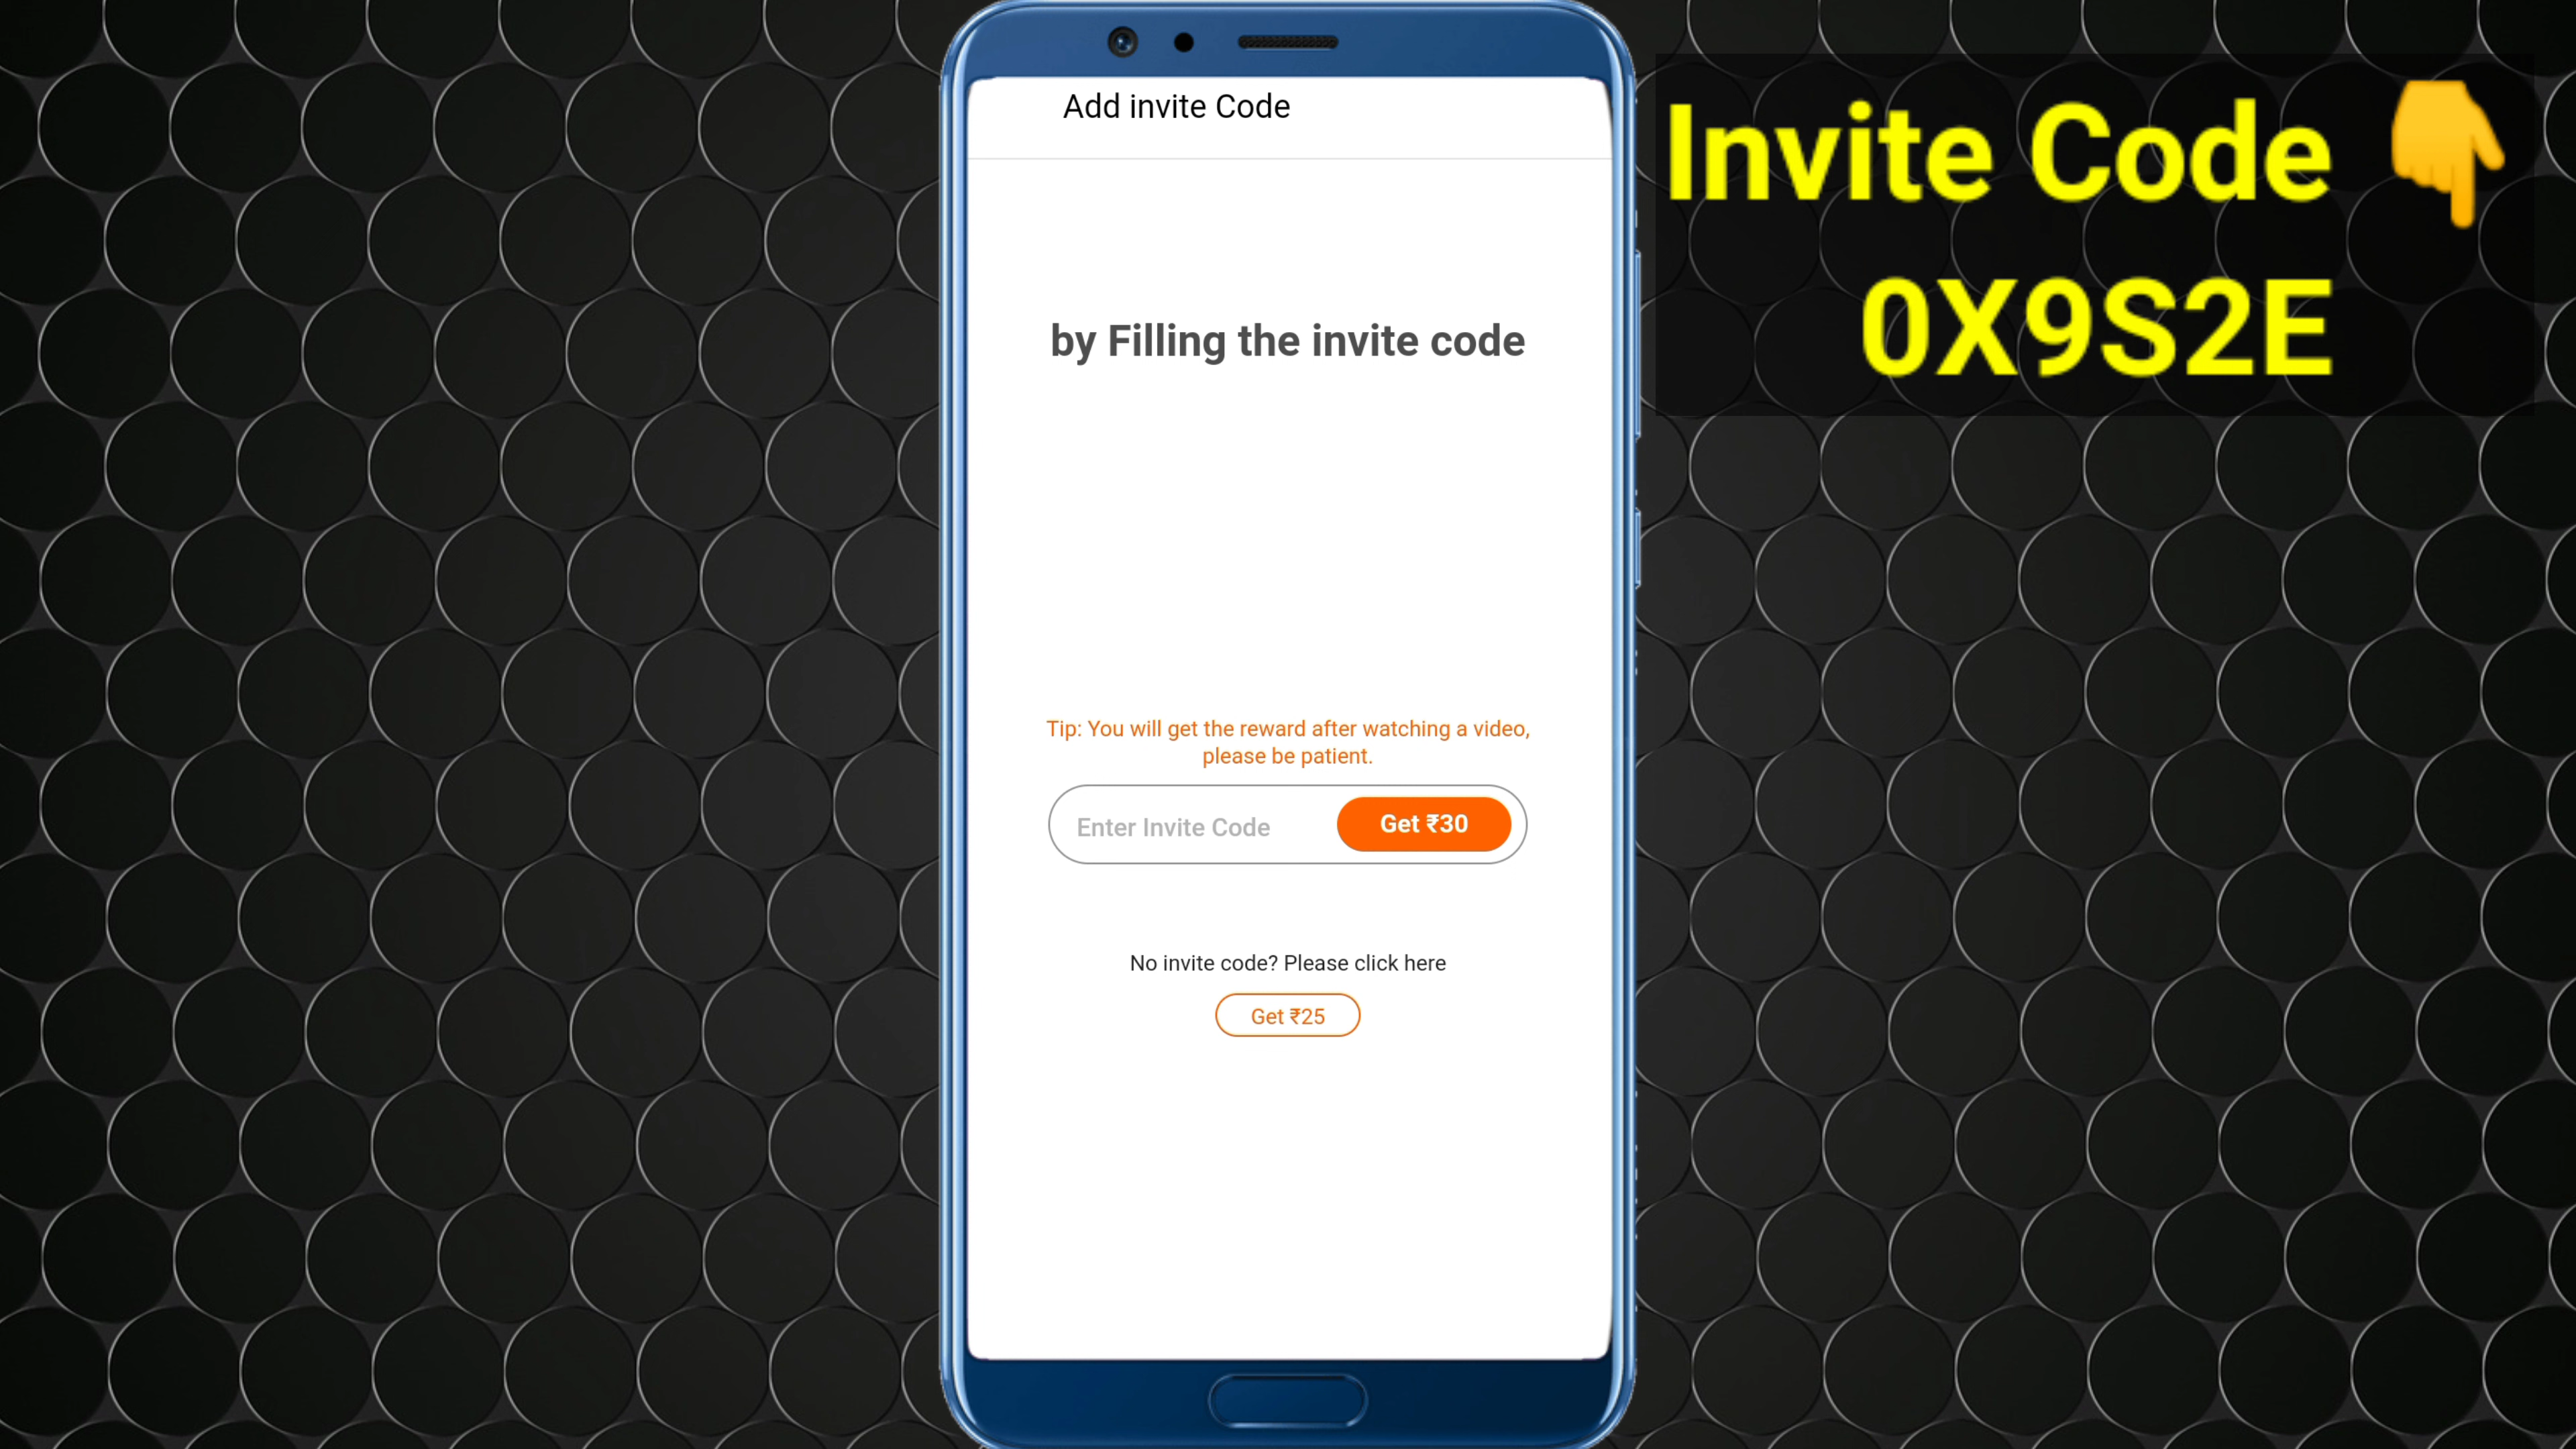 Add invite Code
Invite Code 👇
0X9S2E
by Filling the invite code
Tip: You will get the reward after watching a video,
please be patient.
Enter Invite Code
Get ₹30
No invite code? Please click here
Get ₹25